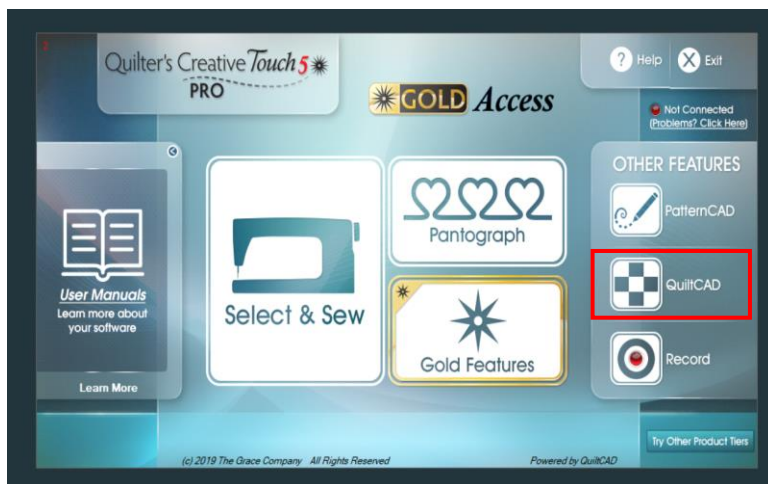 Quilter's Creative Touch 5
PRO
GOLD Access
? Help X Exit
Not Connected
(Problems? Click Here)
User Manuals
Learn more about
your software
Learn More
Select & Sew
Pantograph
Gold Features
OTHER FEATURES
PatternCAD
QuiltCAD
Record
Try Other Product Tiers
(c) 2019 The Grace Company All Rights Reserved
Powered by QuiltCAD